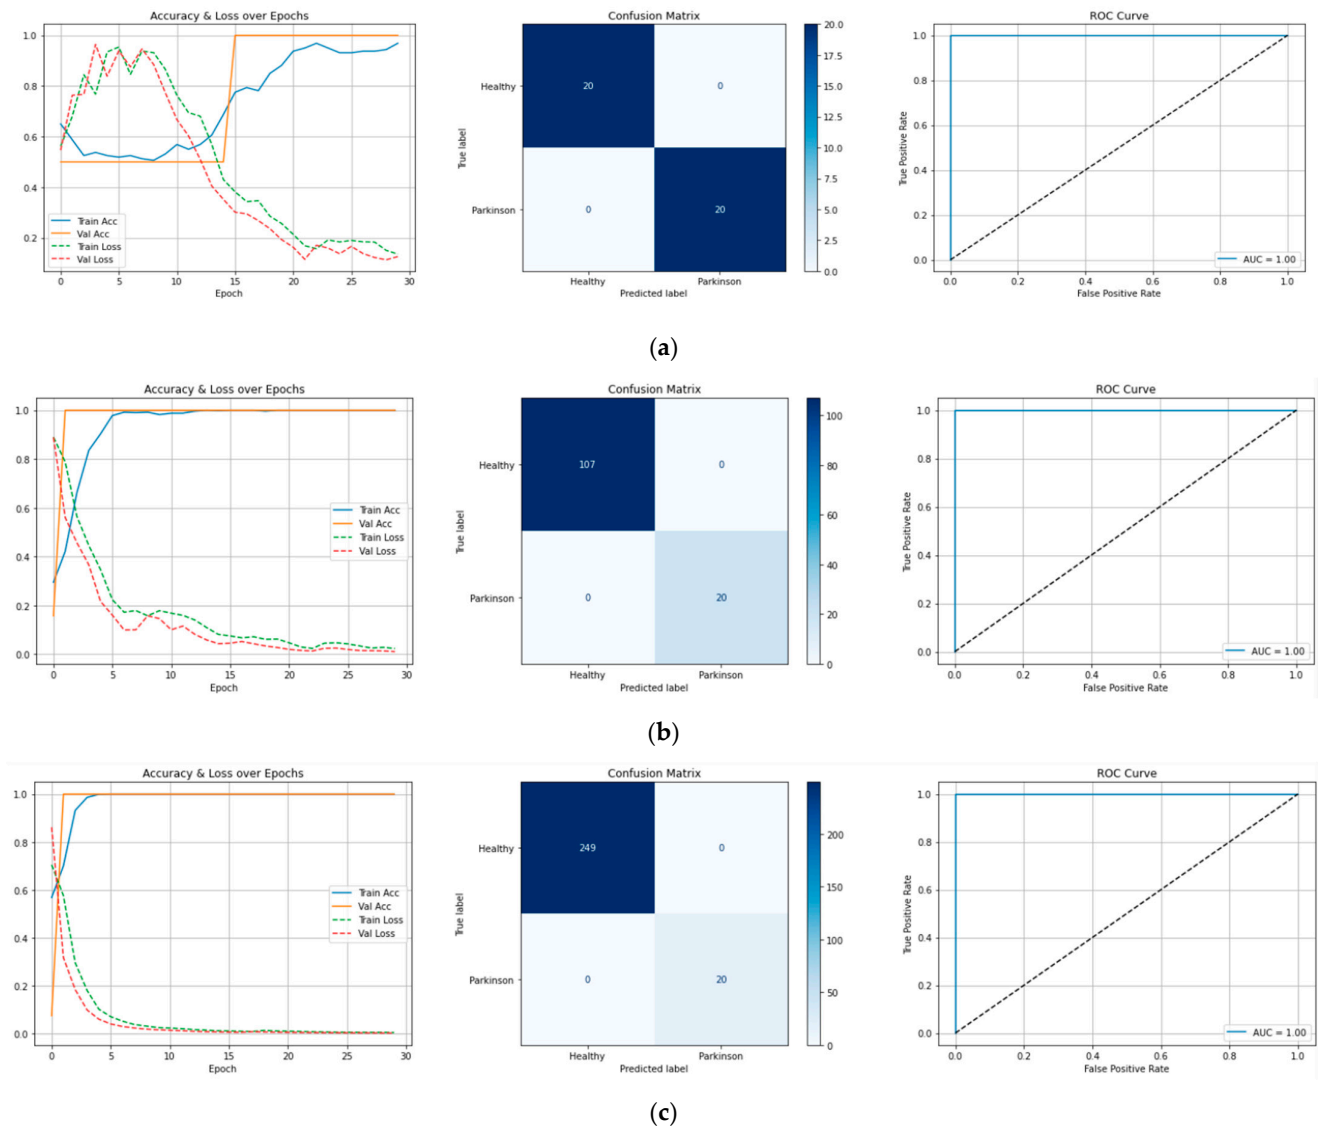 Accuracy & Loss over Epochs
1.0
0.8
0.6
0.4
0.2
Train Acc
Val Acc
Train Loss
Val Loss
0 5 10 15 20 25 30
Epoch
Confusion Matrix
True label
Healthy
Parkinson
20 0
0 20
Healthy Parkinson
Predicted label
20.0
17.5
15.0
12.5
10.0
7.5
5.0
2.5
0.0
ROC Curve
True Positive Rate
1.0
0.8
0.6
0.4
0.2
0.0
AUC = 1.00
0.0 0.2 0.4 0.6 0.8 1.0
False Positive Rate
(a)
Accuracy & Loss over Epochs
1.0
0.8
0.6
0.4
0.2
0.0
Train Acc
Val Acc
Train Loss
Val Loss
0 5 10 15 20 25 30
Epoch
Confusion Matrix
True label
Healthy
Parkinson
107 0
0 20
Healthy Parkinson
Predicted label
100
80
60
40
20
0
ROC Curve
True Positive Rate
1.0
0.8
0.6
0.4
0.2
0.0
AUC = 1.00
0.0 0.2 0.4 0.6 0.8 1.0
False Positive Rate
(b)
Accuracy & Loss over Epochs
1.0
0.8
0.6
0.4
0.2
0.0
Train Acc
Val Acc
Train Loss
Val Loss
0 5 10 15 20 25 30
Epoch
Confusion Matrix
True label
Healthy
Parkinson
249 0
0 20
Healthy Parkinson
Predicted label
200
150
100
50
0
ROC Curve
True Positive Rate
1.0
0.8
0.6
0.4
0.2
0.0
AUC = 1.00
0.0 0.2 0.4 0.6 0.8 1.0
False Positive Rate
(c)